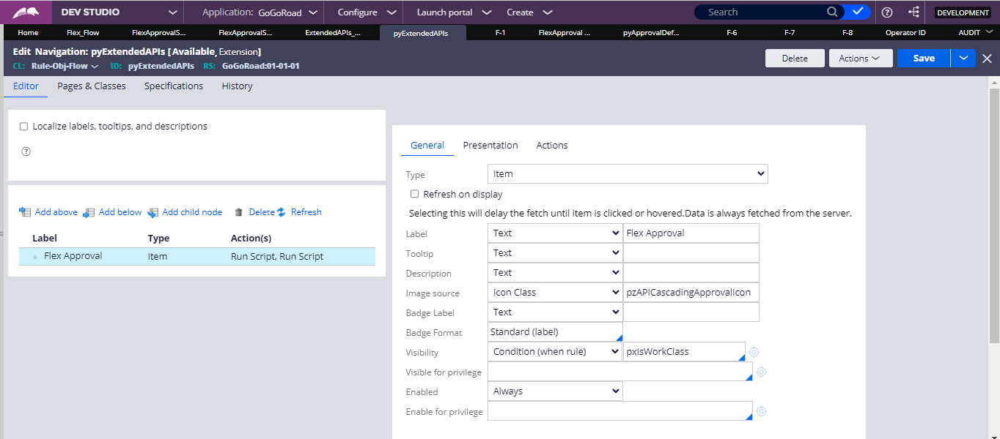 DEV STUDIO Application: GoGoRoad Configure Launch portal Create Search DEVELOPMENT
Home Flex_Flow FlexApprovalS... FlexApprovalS... ExtendedAPIs_... pyExtendedAPIs F-1 FlexApproval ... pyApprovalDef... F-6 F-7 F-8 Operator ID AUDIT
Edit Navigation: pyExtendedAPIs [Available, Extension]
CL: Rule-Obj-Flow ID: pyExtendedAPIs RS: GoGoRoad:01-01-01
Delete Actions Save
Editor Pages & Classes Specifications History
Localize labels, tooltips, and descriptions
Add above Add below Add child node Delete Refresh
Label Type Action(s)
Flex Approval Item Run Script, Run Script
General Presentation Actions
Type Item
Refresh on display
Selecting this will delay the fetch until item is clicked or hovered.Data is always fetched from the server.
Label Text Flex Approval
Tooltip Text
Description Text
Image source Icon Class pzAPICascadingApprovalIcon
Badge Label Text
Badge Format Standard (label)
Visibility Condition (when rule) pxIsWorkClass
Visible for privilege
Enabled Always
Enable for privilege